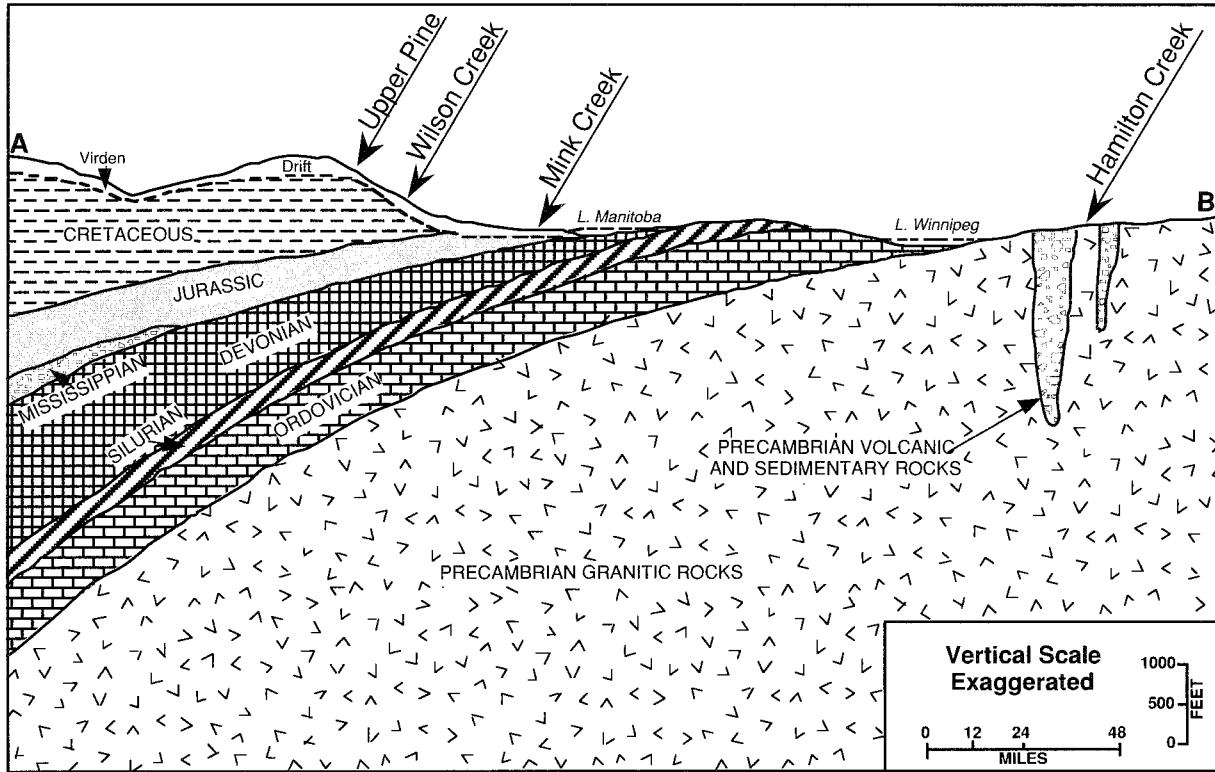 Upper Pine
Wilson Creek
Mink Creek
Hamilton Creek
A
B
Virden
Drift
L. Manitoba
L. Winnipeg
CRETACEOUS
JURASSIC
MISSISSIPPIAN
DEVONIAN
SILURIAN
ORDOVICIAN
PRECAMBRIAN VOLCANIC
AND SEDIMENTARY ROCKS
PRECAMBRIAN GRANITIC ROCKS
Vertical Scale
Exaggerated
1000
500
0
FEET
0 12 24 48
MILES